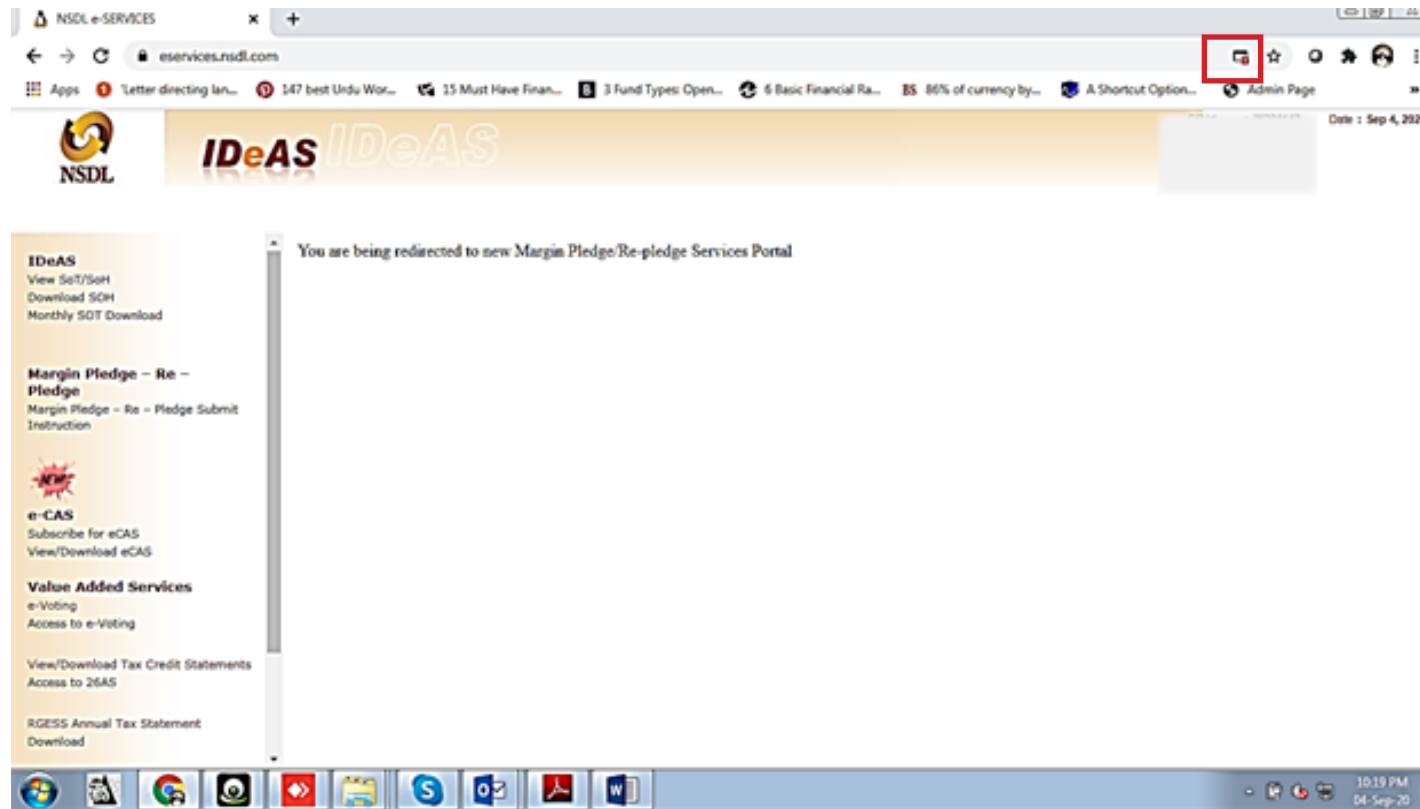 NSDL e-SERVICES
eservices.nsdl.com
Apps
'Letter directing lan...
147 best Urdu Wor...
15 Must Have Finan...
3 Fund Types: Open...
6 Basic Financial Ra...
BS 86% of currency by...
A Shortcut Option...
Admin Page
NSDL
IDeAS IDeAS
Date : Sep 4, 202
You are being redirected to new Margin Pledge/Re-pledge Services Portal
IDeAS
View SoT/SoH
Download SOH
Monthly SOT Download
Margin Pledge – Re –
Pledge
Margin Pledge – Re – Pledge Submit
Instruction
NEW!
e-CAS
Subscribe for eCAS
View/Download eCAS
Value Added Services
e-Voting
Access to e-Voting
View/Download Tax Credit Statements
Access to 26AS
RGESS Annual Tax Statement
Download
10:19 PM
04-Sep-20